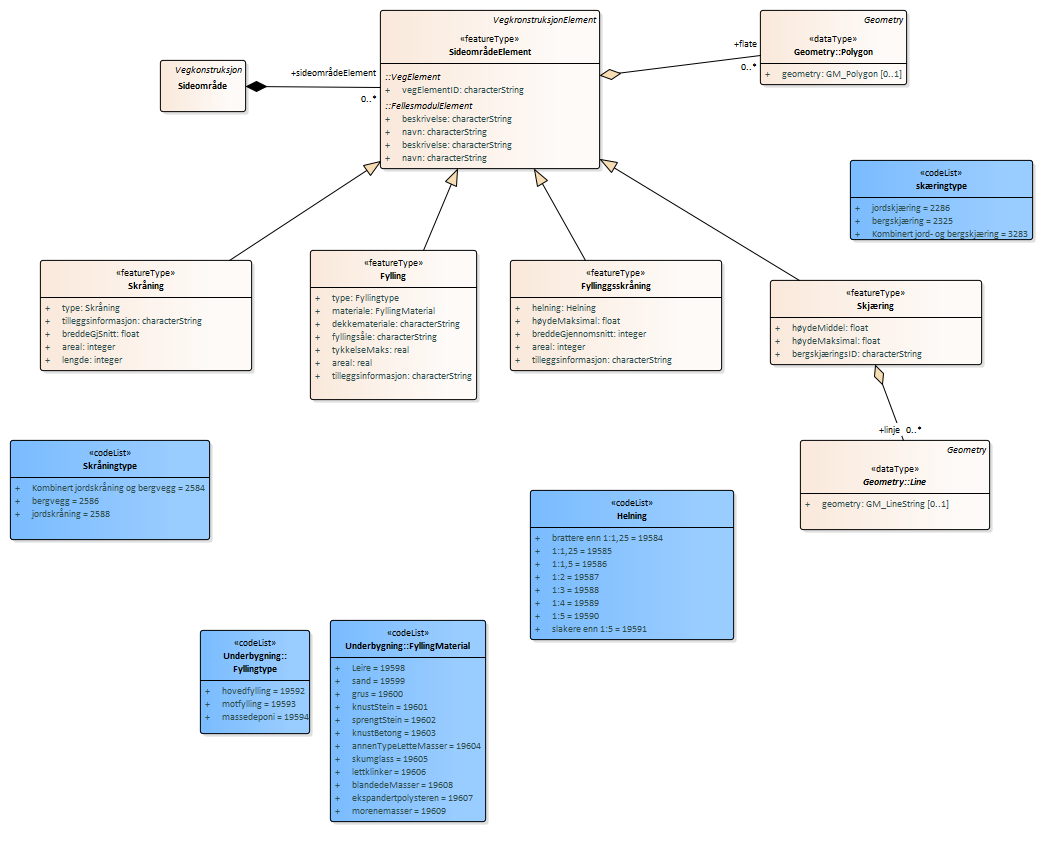 VegkronstruksjonElement
«featureType»
SideområdeElement
::VegElement
+ vegElementID: characterString
::FellesmodulElement
+ beskrivelse: characterString
+ navn: characterString
+ beskrivelse: characterString
+ navn: characterString
Geometry
«dataType»
Geometry::Polygon
+ geometry: GM_Polygon [0..1]
+flate
0..*
Vegkonstruksjon
Sideområde
+sideområdeElement
0..*
«codeList»
skæringtype
+ jordskjæring = 2286
+ bergskjæring = 2325
+ Kombinert jord- og bergskjæring = 3283
«featureType»
Skråning
+ type: Skråning
+ tilleggsinformasjon: characterString
+ breddeGjSnitt: float
+ areal: integer
+ lengde: integer
«featureType»
Fylling
+ type: Fyllingtype
+ materiale: FyllingMaterial
+ dekkemateriale: characterString
+ fyllingsåle: characterString
+ tykkelseMaks: real
+ areal: real
+ tilleggsinformasjon: characterString
«featureType»
Fyllinggsskråning
+ helning: Helning
+ høydeMaksimal: float
+ breddeGjennomsnitt: integer
+ areal: integer
+ tilleggsinformasjon: characterString
«featureType»
Skjæring
+ høydeMiddel: float
+ høydeMaksimal: float
+ bergskjæringsID: characterString
+linje 0..*
Geometry
«dataType»
Geometry::Line
+ geometry: GM_LineString [0..1]
«codeList»
Skråningtype
+ Kombinert jordskråning og bergvegg = 2584
+ bergvegg = 2586
+ jordskråning = 2588
«codeList»
Helning
+ brattere enn 1:1,25 = 19584
+ 1:1,25 = 19585
+ 1:1,5 = 19586
+ 1:2 = 19587
+ 1:3 = 19588
+ 1:4 = 19589
+ 1:5 = 19590
+ slakere enn 1:5 = 19591
«codeList»
Underbygning::
Fyllingtype
+ hovedfylling = 19592
+ motfylling = 19593
+ massedeponi = 19594
«codeList»
Underbygning::FyllingMaterial
+ Leire = 19598
+ sand = 19599
+ grus = 19600
+ knustStein = 19601
+ sprengtStein = 19602
+ knustBetong = 19603
+ annenTypeLetteMasser = 19604
+ skumglass = 19605
+ lettklinker = 19606
+ blandedeMasser = 19608
+ ekspandertpolysteren = 19607
+ morenemasser = 19609